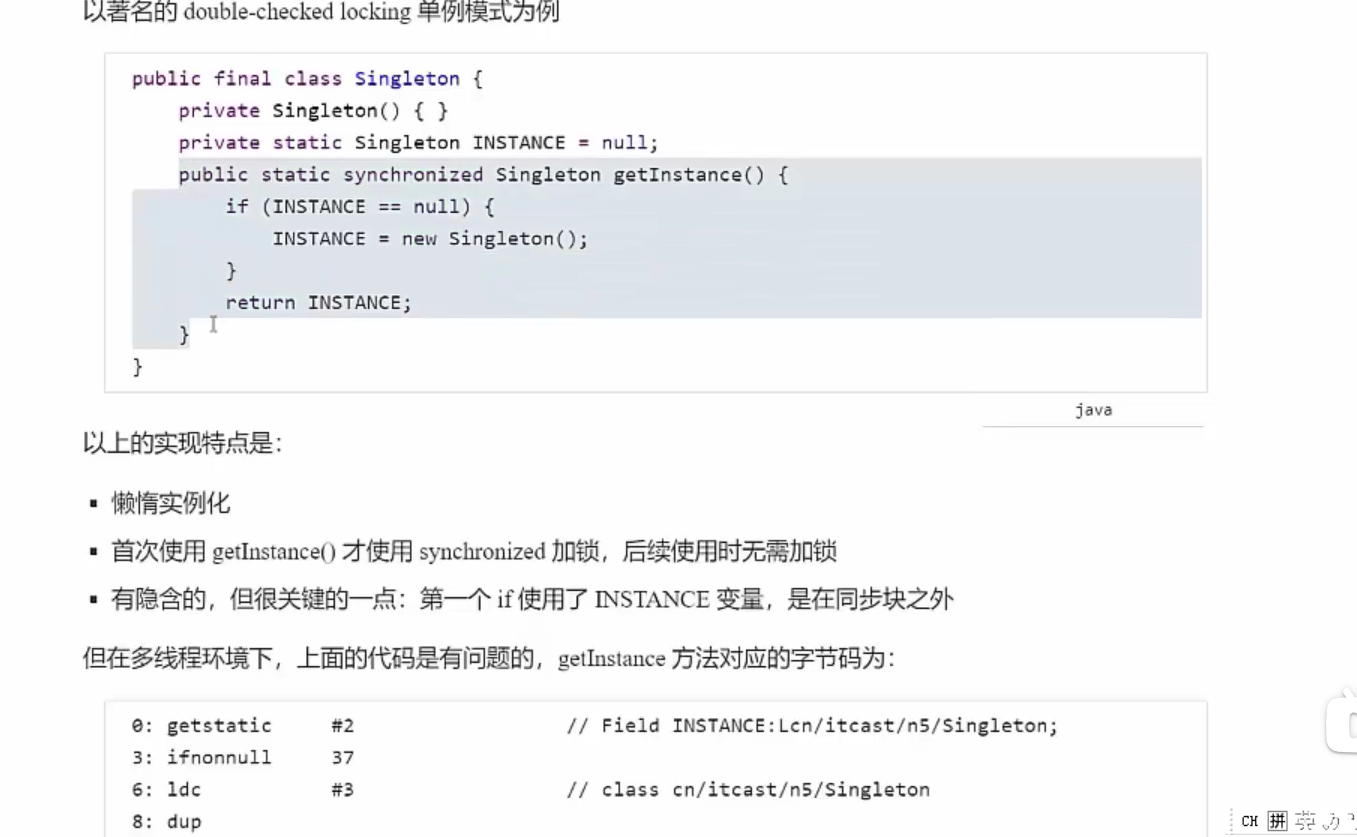 以著名的 double-checked locking 单例模式为例
public final class Singleton {
private Singleton() { }
private static Singleton INSTANCE = null;
public static synchronized Singleton getInstance() {
if (INSTANCE == null) {
INSTANCE = new Singleton();
}
return INSTANCE;
}
}
java
以上的实现特点是：
▪ 懒惰实例化
▪ 首次使用 getInstance() 才使用 synchronized 加锁，后续使用时无需加锁
▪ 有隐含的，但很关键的一点：第一个 if 使用了 INSTANCE 变量，是在同步块之外
但在多线程环境下，上面的代码是有问题的，getInstance 方法对应的字节码为：
0: getstatic #2 // Field INSTANCE:Lcn/itcast/n5/Singleton;
3: ifnonnull 37
6: ldc #3 // class cn/itcast/n5/Singleton
8: dup
CH 拼 英